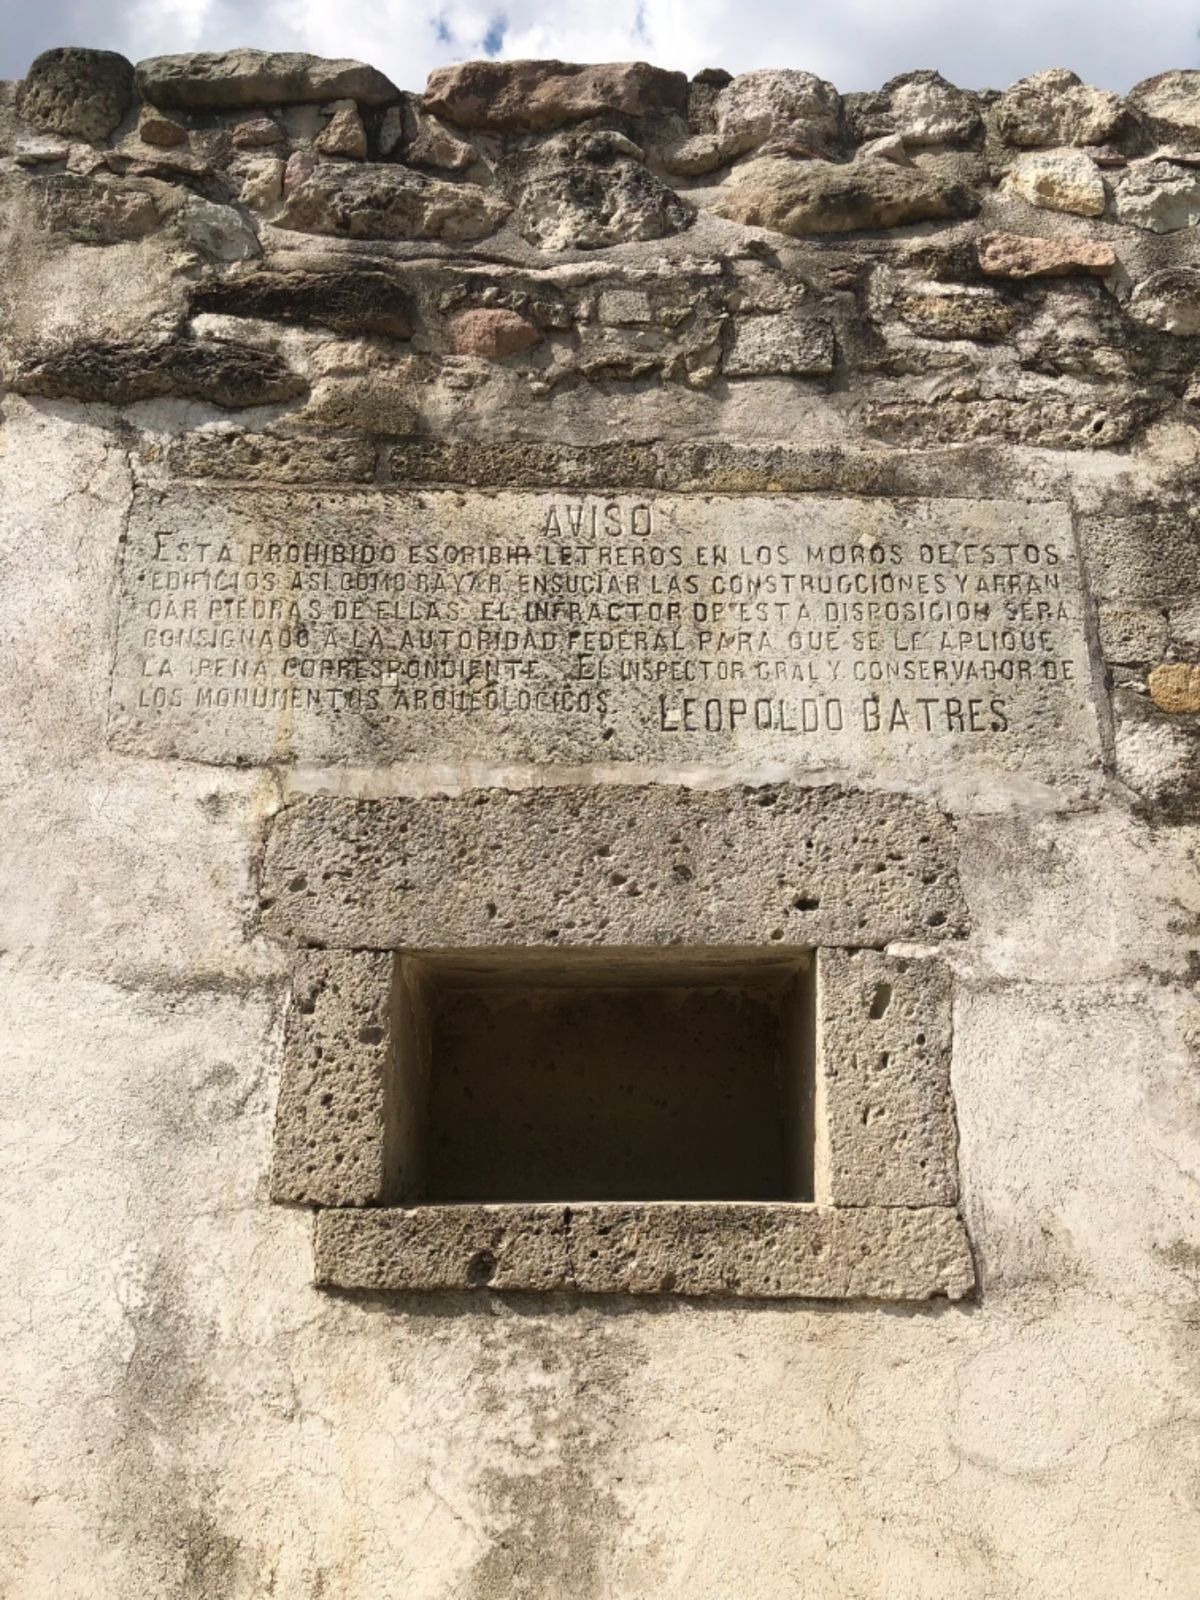 AVISO
ESTA PROHIBIDO ESCRIBIR LETREROS EN LOS MOROS DE ESTOS
EDIFICIOS ASI COMO RAYAR, ENSUCIAR LAS CONSTRUCCIONES Y ARRAN
CAR PIEDRAS DE ELLAS. EL INFRACTOR DE ESTA DISPOSICION SERA
CONSIGNADO A LA AUTORIDAD FEDERAL PARA QUE SE LE APLIQUE
LA PENA CORRESPONDIENTE. EL INSPECTOR GRAL Y CONSERVADOR DE
LOS MONUMENTOS ARQUEOLOGICOS.
LEOPOLDO BATRES